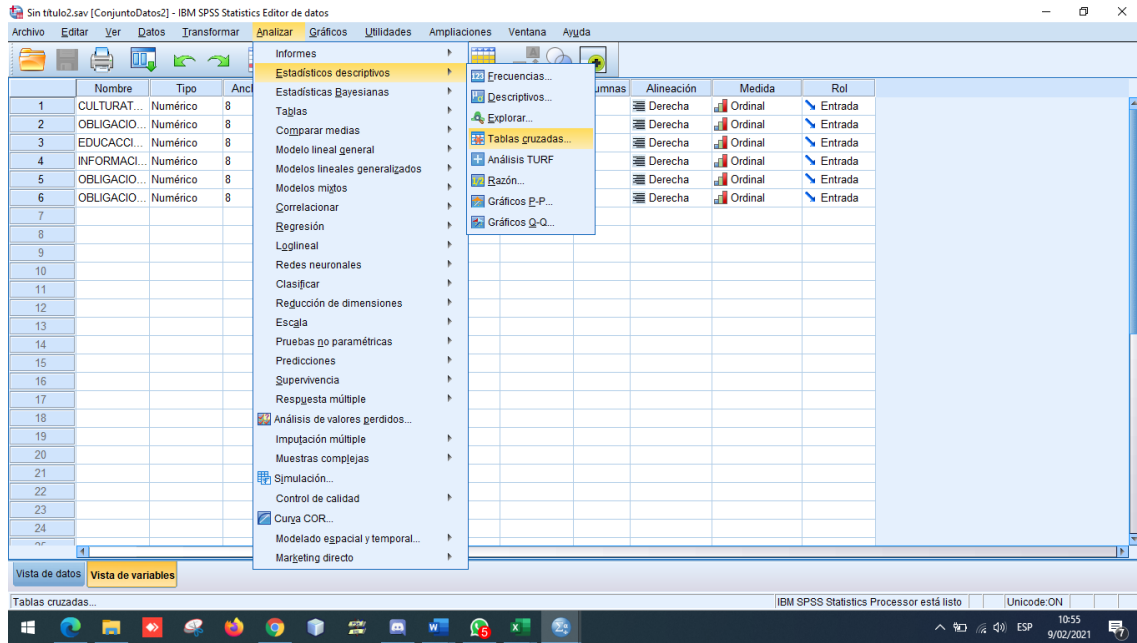 Sin título2.sav [ConjuntoDatos2] - IBM SPSS Statistics Editor de datos
Archivo Editar Ver Datos Transformar Analizar Gráficos Utilidades Ampliaciones Ventana Ayuda
Nombre Tipo Anc umnas Alineación Medida Rol
1 CULTURAT... Numérico 8 Derecha Ordinal Entrada
2 OBLIGACIO... Numérico 8 Derecha Ordinal Entrada
3 EDUCACCI... Numérico 8 Derecha Ordinal Entrada
4 INFORMACI... Numérico 8 Derecha Ordinal Entrada
5 OBLIGACIO... Numérico 8 Derecha Ordinal Entrada
6 OBLIGACIO... Numérico 8 Derecha Ordinal Entrada
7
8
9
10
11
12
13
14
15
16
17
18
19
20
21
22
23
24
Informes
Estadísticos descriptivos
Estadísticas Bayesianas
Tablas
Comparar medias
Modelo lineal general
Modelos lineales generalizados
Modelos mixtos
Correlacionar
Regresión
Loglineal
Redes neuronales
Clasificar
Reducción de dimensiones
Escala
Pruebas no paramétricas
Predicciones
Supervivencia
Respuesta múltiple
Análisis de valores perdidos...
Imputación múltiple
Muestras complejas
Simulación...
Control de calidad
Curva COR...
Modelado espacial y temporal...
Marketing directo
Frecuencias...
Descriptivos...
Explorar...
Tablas cruzadas...
Análisis TURF
Razón...
Gráficos P-P...
Gráficos Q-Q...
Vista de datos Vista de variables
Tablas cruzadas... IBM SPSS Statistics Processor está listo Unicode:ON
ESP 10:55
9/02/2021